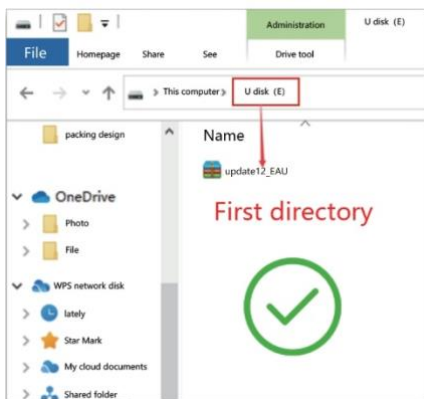 Administration
U disk (E)
File
Homepage
Share
See
Drive tool
This computer
U disk (E)
packing design
Name
update12_EAU
OneDrive
First directory
Photo
File
WPS network disk
lately
Star Mark
My cloud documents
Shared folder